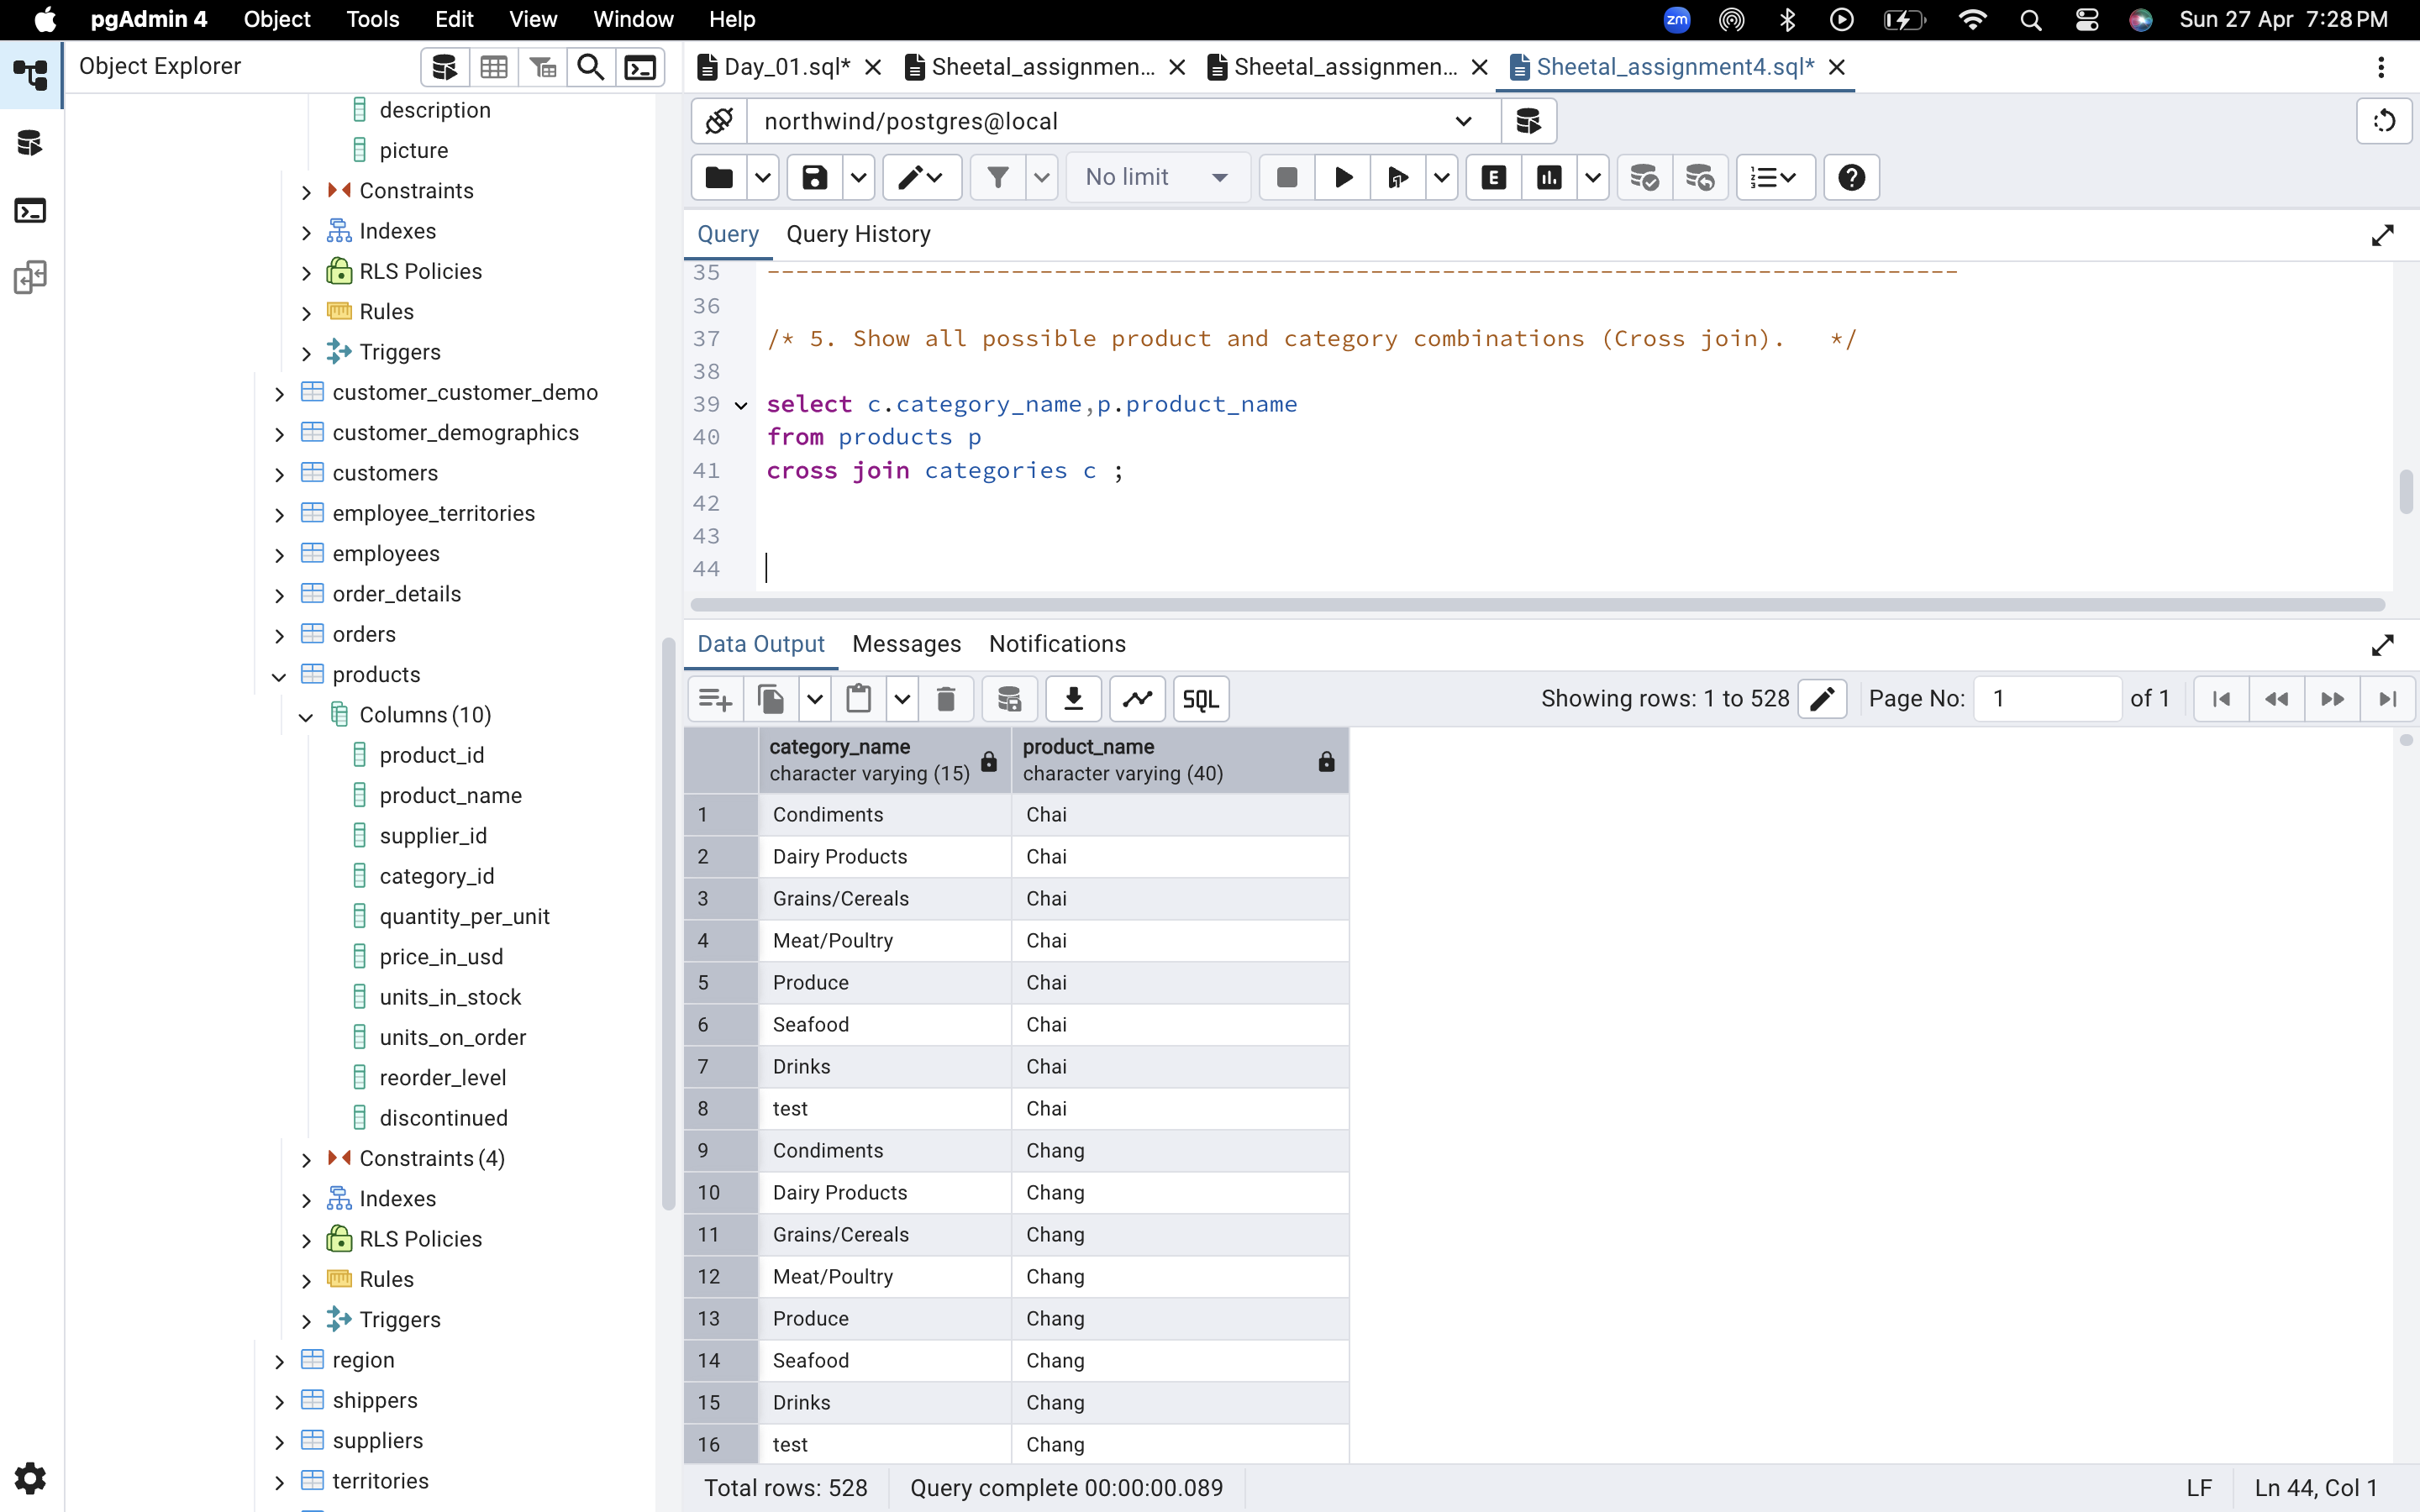 pgAdmin 4 Object Tools Edit View Window Help zm Sun 27 Apr 7:28 PM
Object Explorer
description
picture
Constraints
Indexes
RLS Policies
Rules
Triggers
customer_customer_demo
customer_demographics
customers
employee_territories
employees
order_details
orders
products
Columns (10)
product_id
product_name
supplier_id
category_id
quantity_per_unit
price_in_usd
units_in_stock
units_on_order
reorder_level
discontinued
Constraints (4)
Indexes
RLS Policies
Rules
Triggers
region
shippers
suppliers
territories
Day_01.sql* Sheetal_assignmen... Sheetal_assignmen... Sheetal_assignment4.sql*
northwind/postgres@local
No limit E
Query Query History
35 -----------------------------------------------------------------------------------
36
37 /* 5. Show all possible product and category combinations (Cross join).   */
38
39 select c.category_name,p.product_name
40 from products p
41 cross join categories c ;
42
43
44
Data Output Messages Notifications
SQL Showing rows: 1 to 528 Page No: 1 of 1
category_name product_name
character varying (15) character varying (40)
1 Condiments Chai
2 Dairy Products Chai
3 Grains/Cereals Chai
4 Meat/Poultry Chai
5 Produce Chai
6 Seafood Chai
7 Drinks Chai
8 test Chai
9 Condiments Chang
10 Dairy Products Chang
11 Grains/Cereals Chang
12 Meat/Poultry Chang
13 Produce Chang
14 Seafood Chang
15 Drinks Chang
16 test Chang
Total rows: 528 Query complete 00:00:00.089 LF Ln 44, Col 1